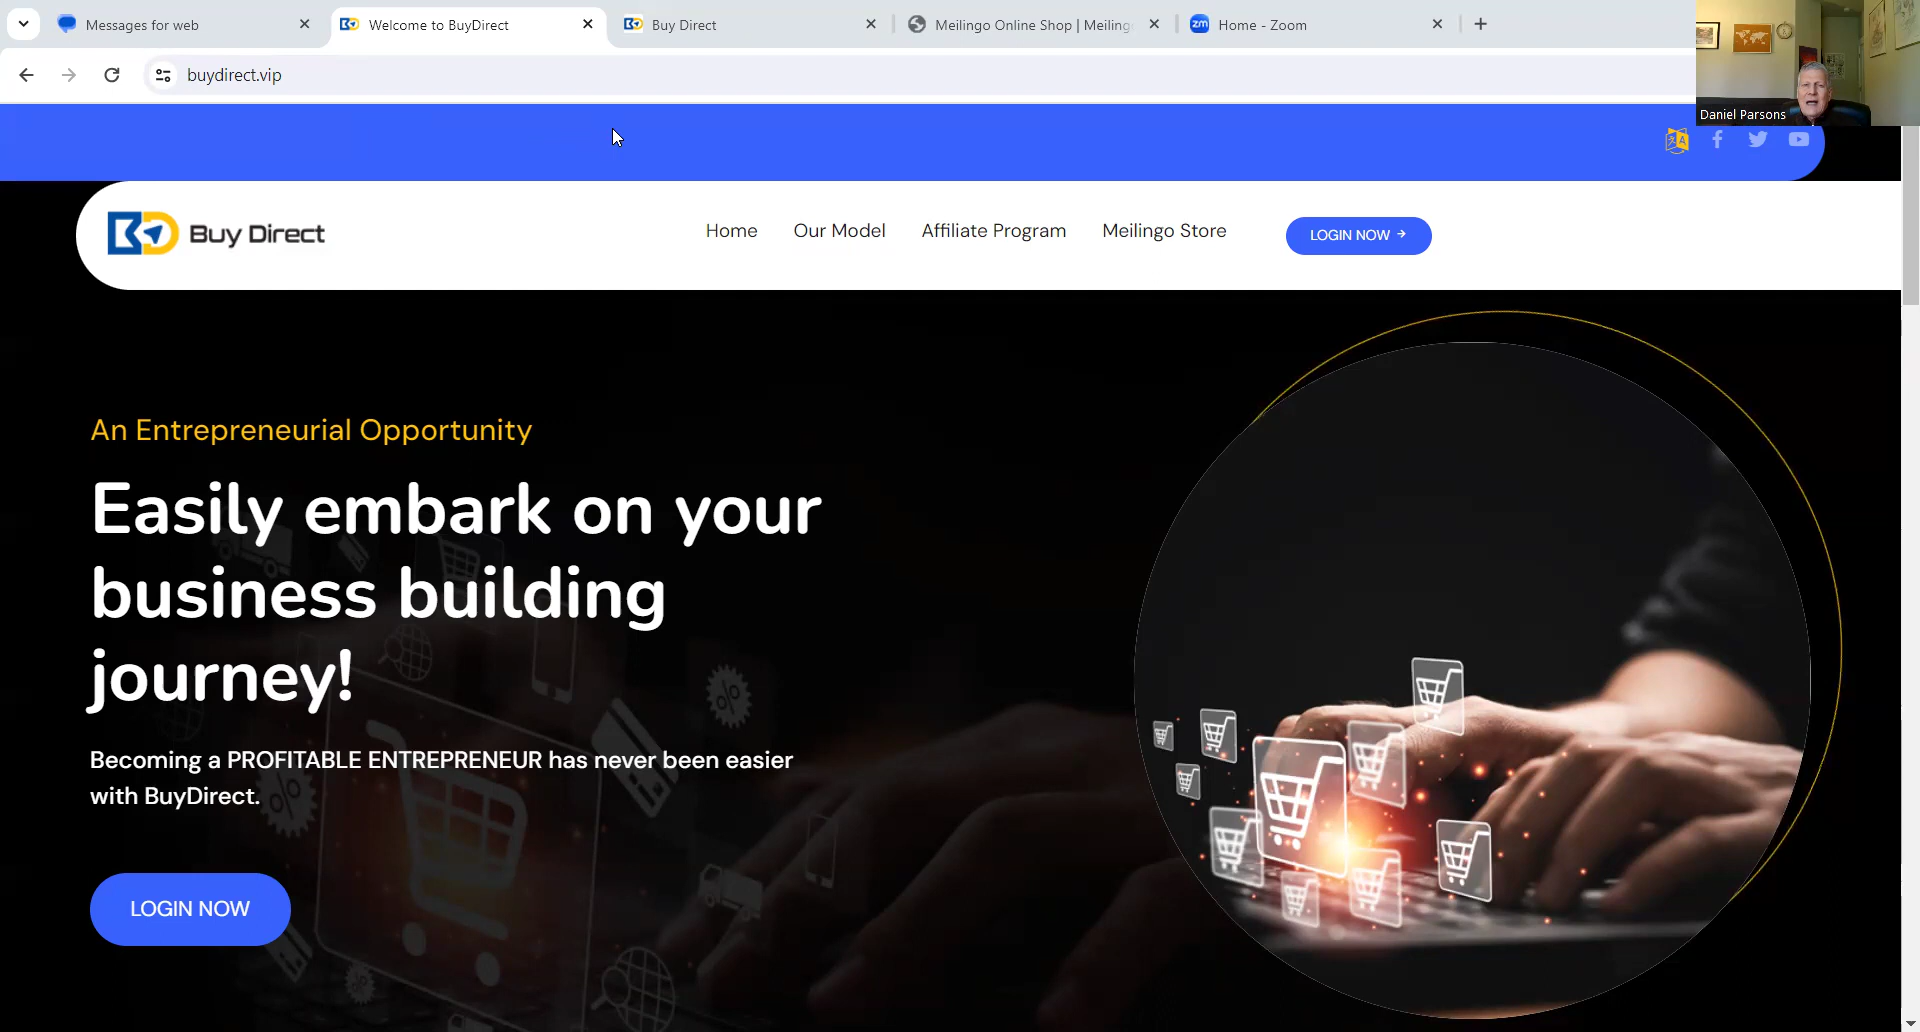 Messages for web
Welcome to BuyDirect
Buy Direct
Meilingo Online Shop | Meiling
zm Home - Zoom
buydirect.vip
Daniel Parsons
Buy Direct
Home
Our Model
Affiliate Program
Meilingo Store
LOGIN NOW
An Entrepreneurial Opportunity
Easily embark on your
business building
journey!
Becoming a PROFITABLE ENTREPRENEUR has never been easier
with BuyDirect.
LOGIN NOW